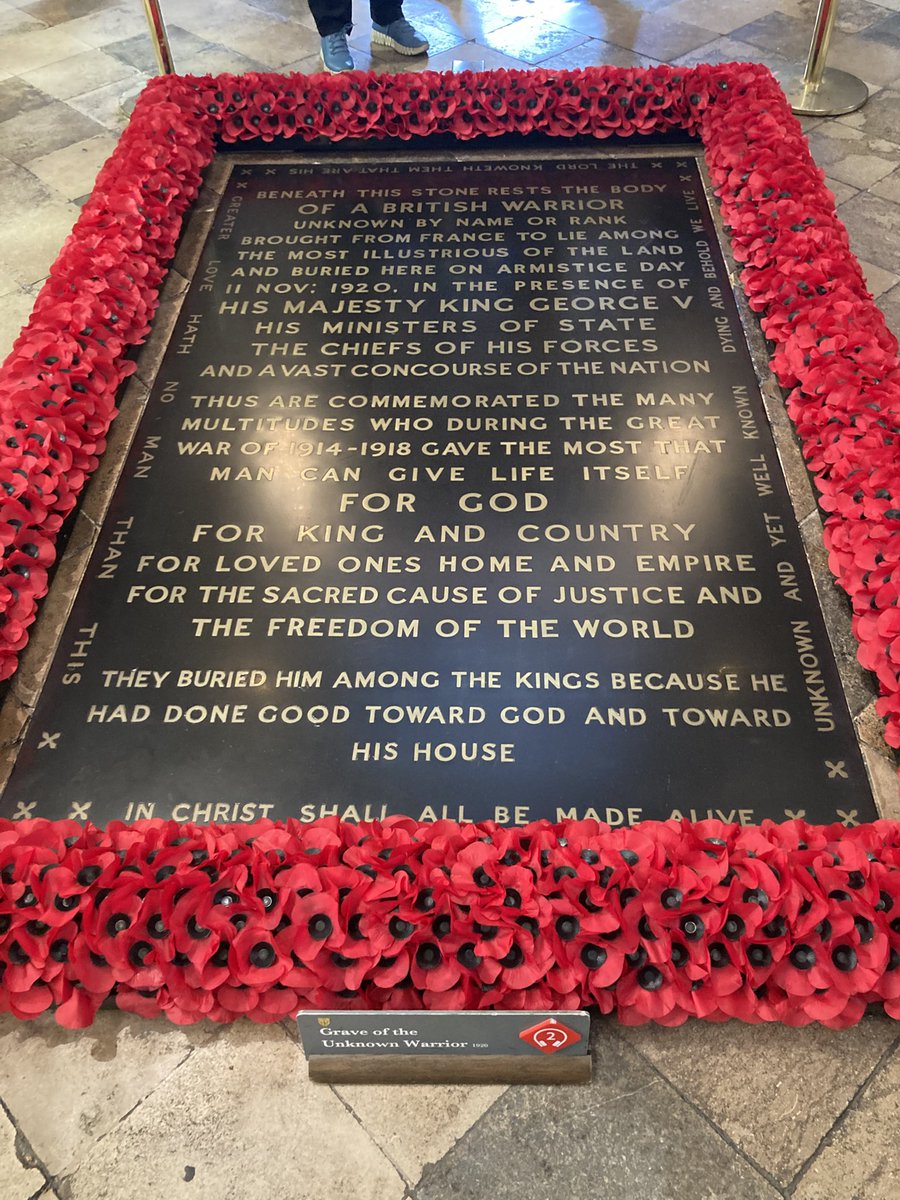 THE LORD KNOWETH THEM THAT ARE HIS
BENEATH THIS STONE RESTS THE BODY
OF A BRITISH WARRIOR
UNKNOWN BY NAME OR RANK
BROUGHT FROM FRANCE TO LIE AMONG
THE MOST ILLUSTRIOUS OF THE LAND
AND BURIED HERE ON ARMISTICE DAY
11 NOV: 1920. IN THE PRESENCE OF
HIS MAJESTY KING GEORGE V
HIS MINISTERS OF STATE
THE CHIEFS OF HIS FORCES
AND A VAST CONCOURSE OF THE NATION
THUS ARE COMMEMORATED THE MANY
MULTITUDES WHO DURING THE GREAT
WAR OF 1914-1918 GAVE THE MOST THAT
MAN CAN GIVE LIFE ITSELF
FOR GOD
FOR KING AND COUNTRY
FOR LOVED ONES HOME AND EMPIRE
FOR THE SACRED CAUSE OF JUSTICE AND
THE FREEDOM OF THE WORLD
THEY BURIED HIM AMONG THE KINGS BECAUSE HE
HAD DONE GOOD TOWARD GOD AND TOWARD
HIS HOUSE
GREATER LOVE HATH NO MAN THAN THIS
UNKNOWN AND YET WELL KNOWN DYING AND BEHOLD WE LIVE
IN CHRIST SHALL ALL BE MADE ALIVE
Grave of the
Unknown Warrior 1920
2